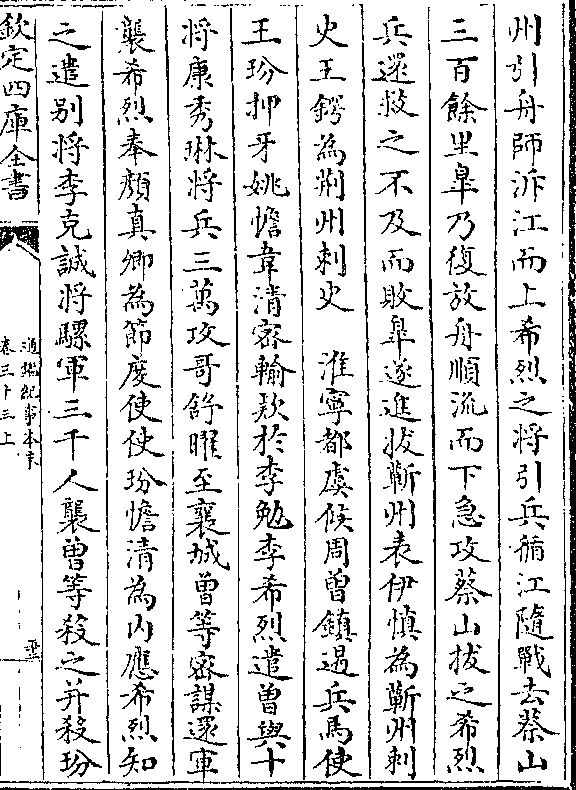 州引舟師泝江而上希烈之將引兵循江隨戰去蔡山
三百餘里臯乃復放舟順流而下急攻蔡山拔之希烈
兵還救之不及而敗臯遂進拔蘄州表伊慎為蘄州刺
史王鍔為荆州刺史　淮寧都虞候周曾鎮遏兵馬使
王玢押牙姚憺韋清密輸欵於李勉李希烈遣曽與十
將康秀琳將兵三萬攻哥舒曜至襄城曽等密謀還軍
襲希烈奉顔真卿為節度使使玢憺清為内應希烈知
之遣别將李克誠將騾軍三千人襲曽等殺之并殺玢
欽定四庫全書
通鑑紀事本末
卷三十三上